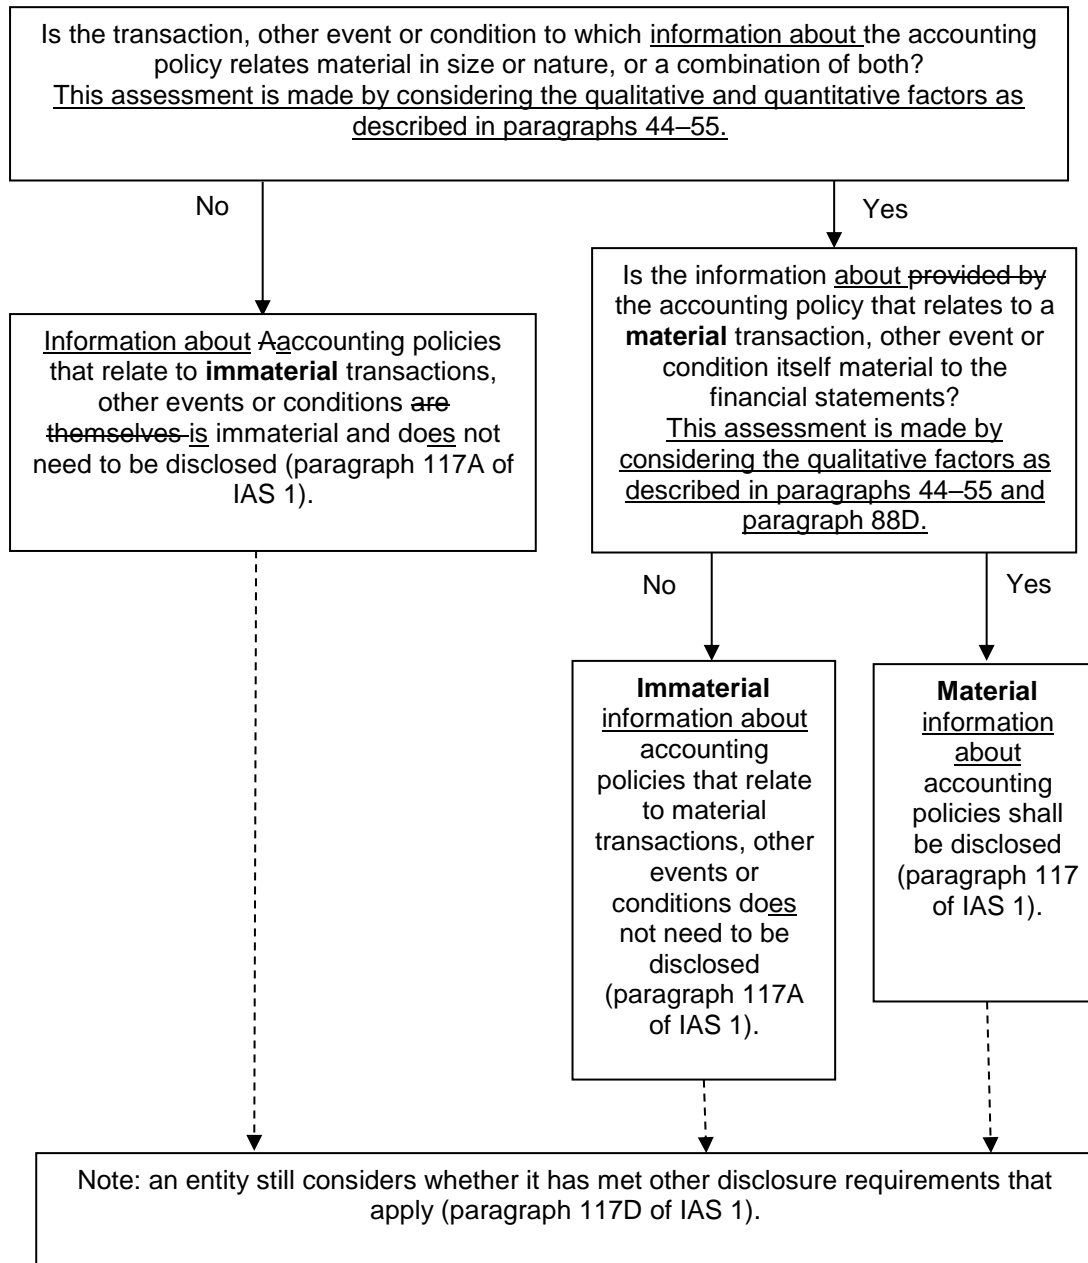 Is the transaction, other event or condition to which information about the accounting
policy relates material in size or nature, or a combination of both?
This assessment is made by considering the qualitative and quantitative factors as
described in paragraphs 44–55.
No
Yes
Information about Aaccounting policies
that relate to immaterial transactions,
other events or conditions are
themselves is immaterial and does not
need to be disclosed (paragraph 117A of
IAS 1).
Is the information about provided by
the accounting policy that relates to a
material transaction, other event or
condition itself material to the
financial statements?
This assessment is made by
considering the qualitative factors as
described in paragraphs 44–55 and
paragraph 88D.
No
Yes
Immaterial
information about
accounting
policies that relate
to material
transactions, other
events or
conditions does
not need to be
disclosed
(paragraph 117A
of IAS 1).
Material
information
about
accounting
policies shall
be disclosed
(paragraph 117
of IAS 1).
Note: an entity still considers whether it has met other disclosure requirements that
apply (paragraph 117D of IAS 1).